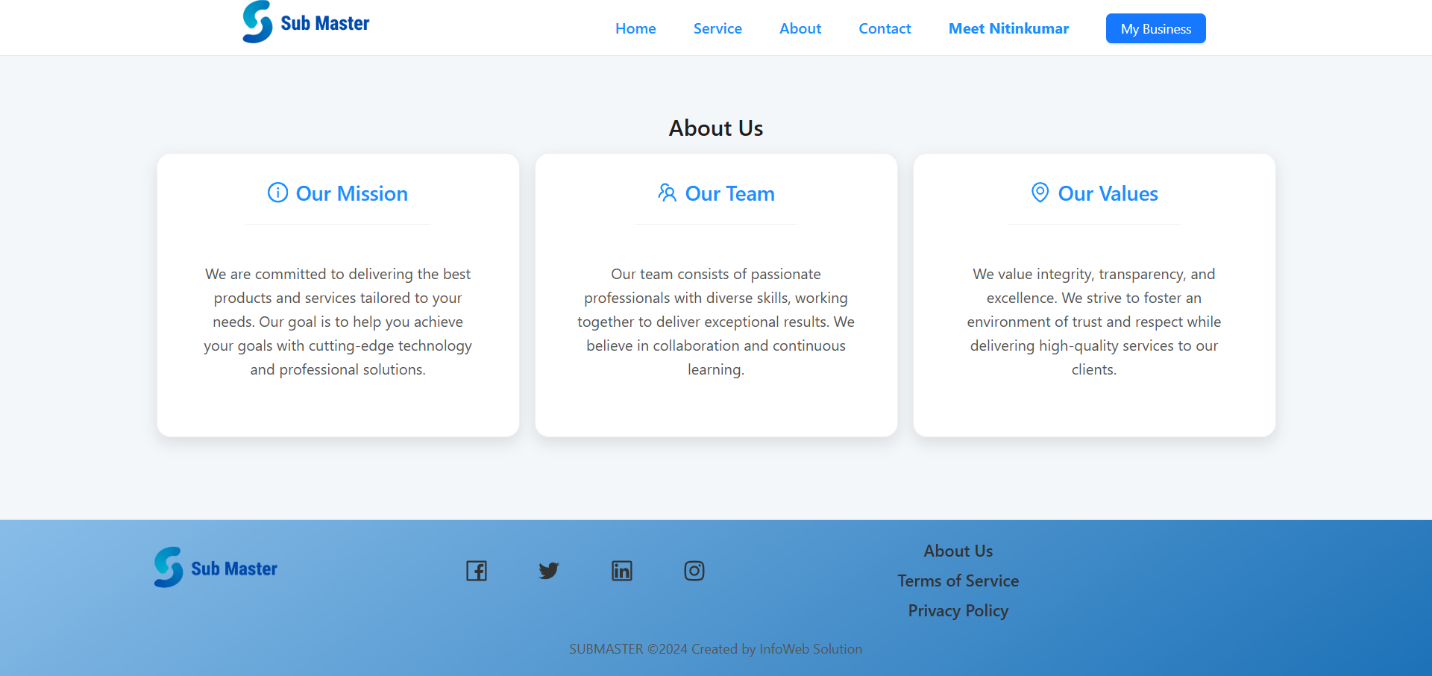 Sub Master
Home
Service
About
Contact
Meet Nitinkumar
My Business
About Us
Our Mission
We are committed to delivering the best
products and services tailored to your
needs. Our goal is to help you achieve
your goals with cutting-edge technology
and professional solutions.
Our Team
Our team consists of passionate
professionals with diverse skills, working
together to deliver exceptional results. We
believe in collaboration and continuous
learning.
Our Values
We value integrity, transparency, and
excellence. We strive to foster an
environment of trust and respect while
delivering high-quality services to our
clients.
Sub Master
About Us
Terms of Service
Privacy Policy
SUBMASTER ©2024 Created by InfoWeb Solution